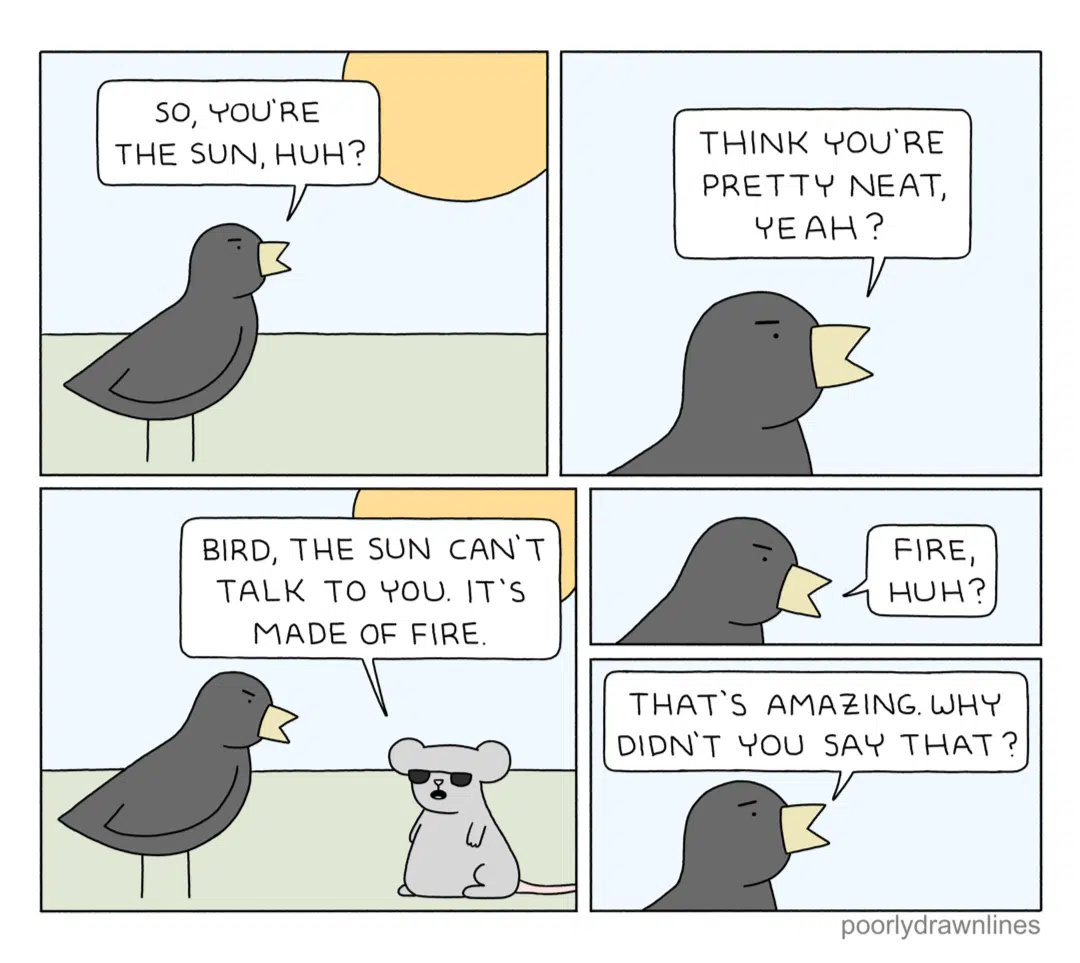 SO, YOU'RE
THE SUN, HUH?
THINK YOU'RE
PRETTY NEAT,
YEAH?
BIRD, THE SUN CAN'T
TALK TO YOU. IT'S
MADE OF FIRE.
FIRE,
HUH?
THAT'S AMAZING. WHY
DIDN'T YOU SAY THAT?
poorlydrawnlines